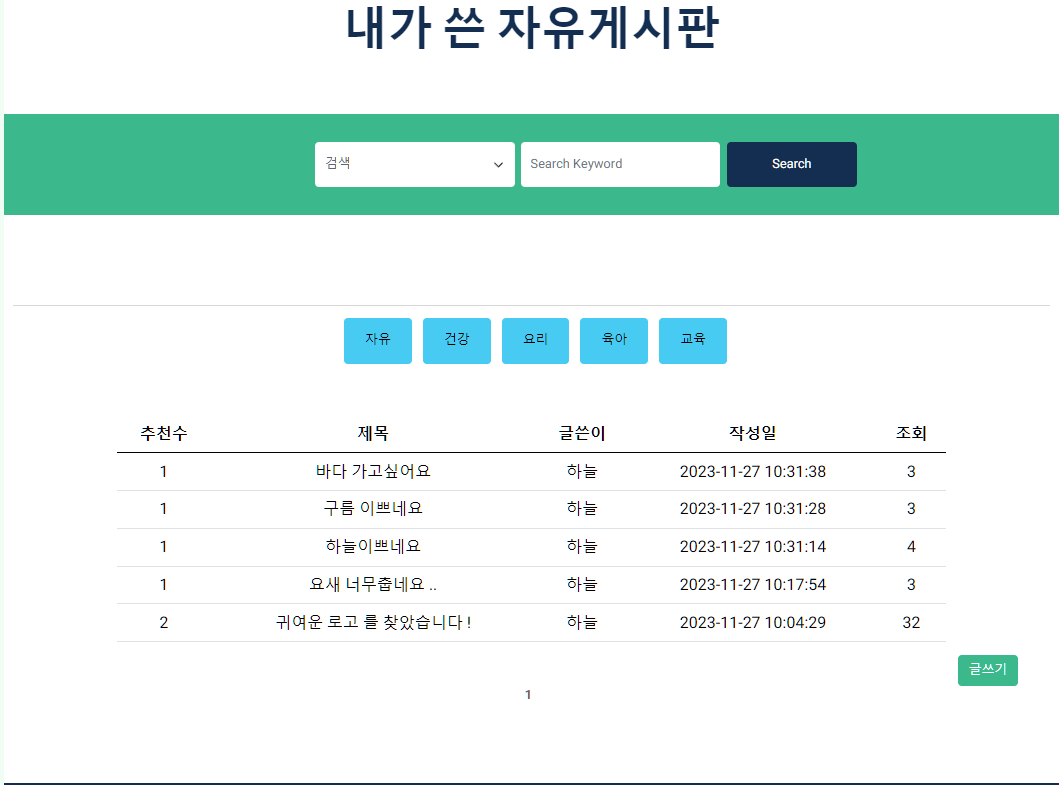 내가 쓴 자유게시판
검색 Search Keyword Search
자유 건강 요리 육아 교육
추천수 제목 글쓴이 작성일 조회
1 바다 가고싶어요 하늘 2023-11-27 10:31:38 3
1 구름 이쁘네요 하늘 2023-11-27 10:31:28 3
1 하늘이쁘네요 하늘 2023-11-27 10:31:14 4
1 요새 너무춥네요 .. 하늘 2023-11-27 10:17:54 3
2 귀여운 로고 를 찾았습니다 ! 하늘 2023-11-27 10:04:29 32
글쓰기
1